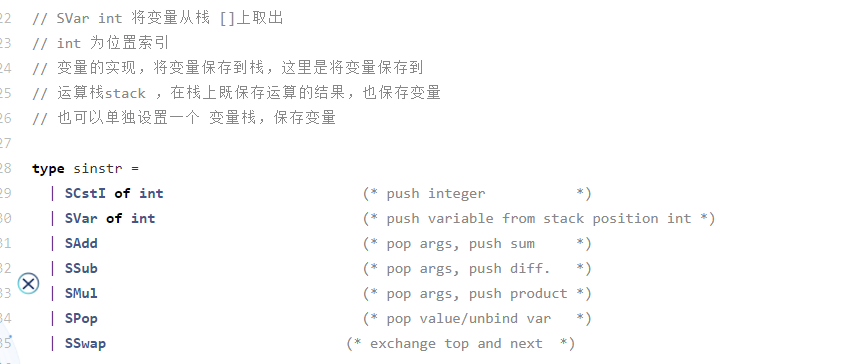 22 // SVar int 将变量从栈 []上取出
23 // int 为位置索引
24 // 变量的实现，将变量保存到栈，这里是将变量保存到
25 // 运算栈stack ，在栈上既保存运算的结果，也保存变量
26 // 也可以单独设置一个 变量栈，保存变量
27
28 type sinstr =
29 | SCstI of int (* push integer *)
30 | SVar of int (* push variable from stack position int *)
31 | SAdd (* pop args, push sum *)
32 | SSub (* pop args, push diff. *)
33 | SMul (* pop args, push product *)
34 | SPop (* pop value/unbind var *)
35 | SSwap (* exchange top and next *)